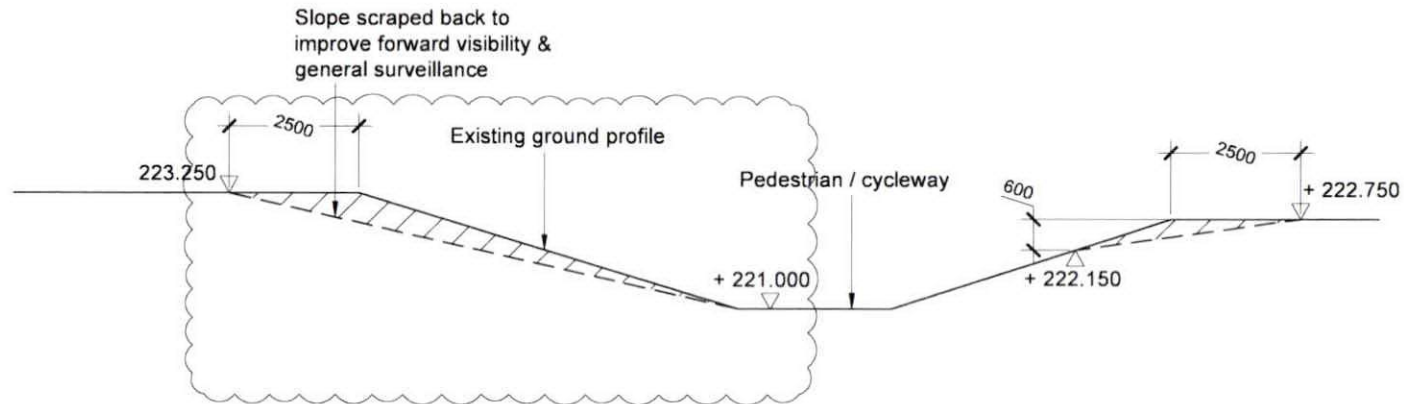 Slope scraped back to
improve forward visibility &
general surveillance
2500
Existing ground profile
223.250
Pedestrian / cycleway
600
2500
+ 222.750
+ 221.000
+ 222.150